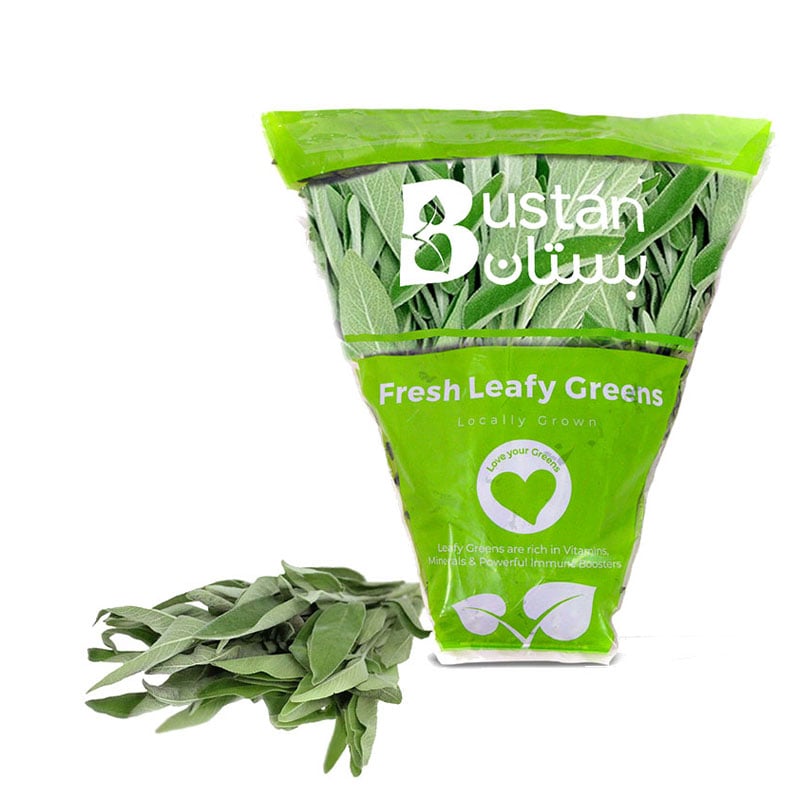 Bustan
بستان
Fresh Leafy Greens
Locally Grown
Love your Greens
Leafy Greens are rich in Vitamins,
Minerals & Powerful Immune Boosters